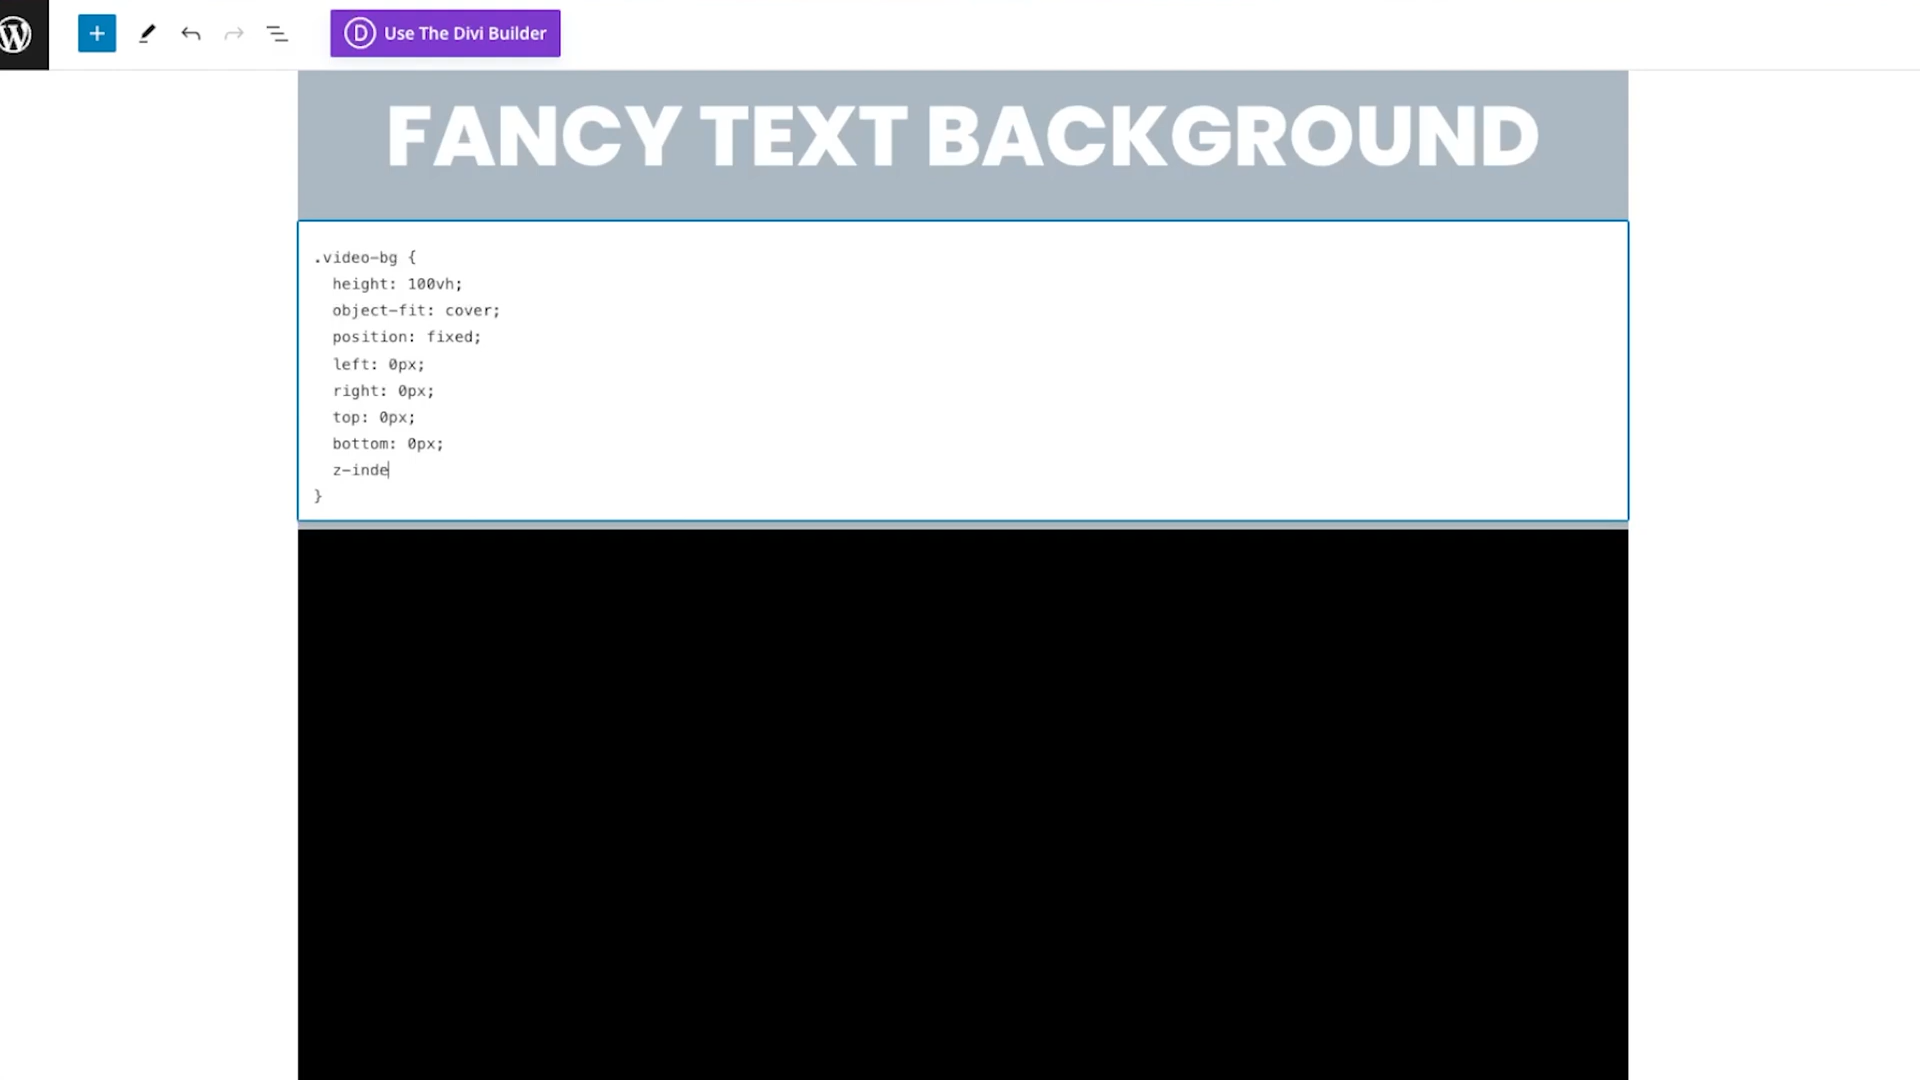 Use The Divi Builder
FANCY TEXT BACKGROUND
.video-bg {
height: 100vh;
object-fit: cover;
position: fixed;
left: 0px;
right: 0px;
top: 0px;
bottom: 0px;
z-inde
}